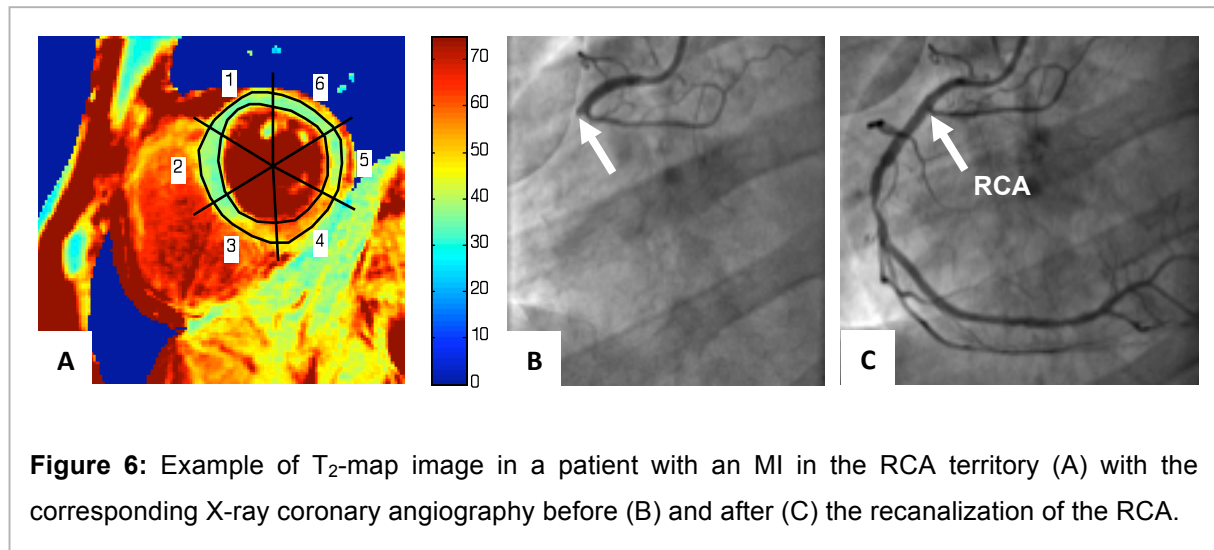 1
6
2
5
3
4
A
70
60
50
40
30
20
10
0
B
RCA
C
Figure 6: Example of T₂-map image in a patient with an MI in the RCA territory (A) with the
corresponding X-ray coronary angiography before (B) and after (C) the recanalization of the RCA.